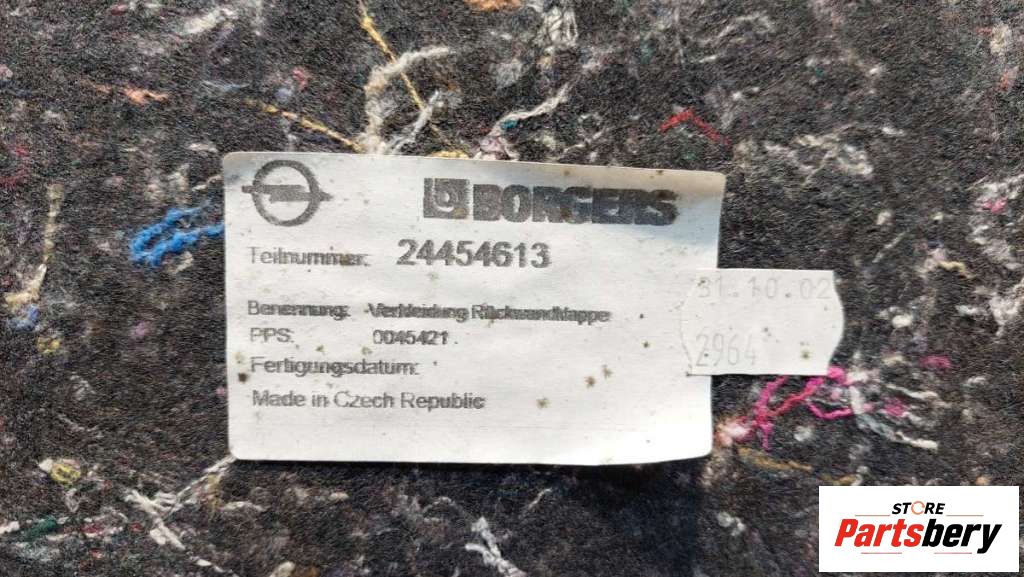 BORGERS
Teilnummer: 24454613
Benennung: Verkleidung Rückwandklappe
PPS: 0045421
Fertigungsdatum:
Made in Czech Republic
31.10.02
2964
STORE
Partsbery